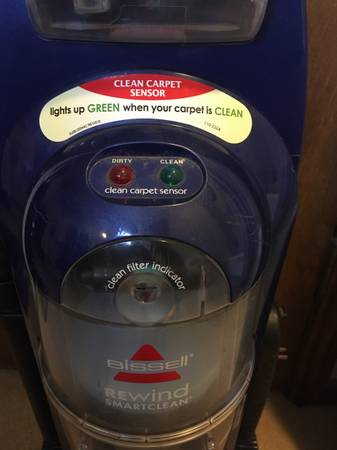 CLEAN CARPET
SENSOR
lights up GREEN when your carpet is CLEAN
DIRTY
CLEAN
clean carpet sensor
clean filter indicator
BISSELL
REWIND
SMARTCLEAN